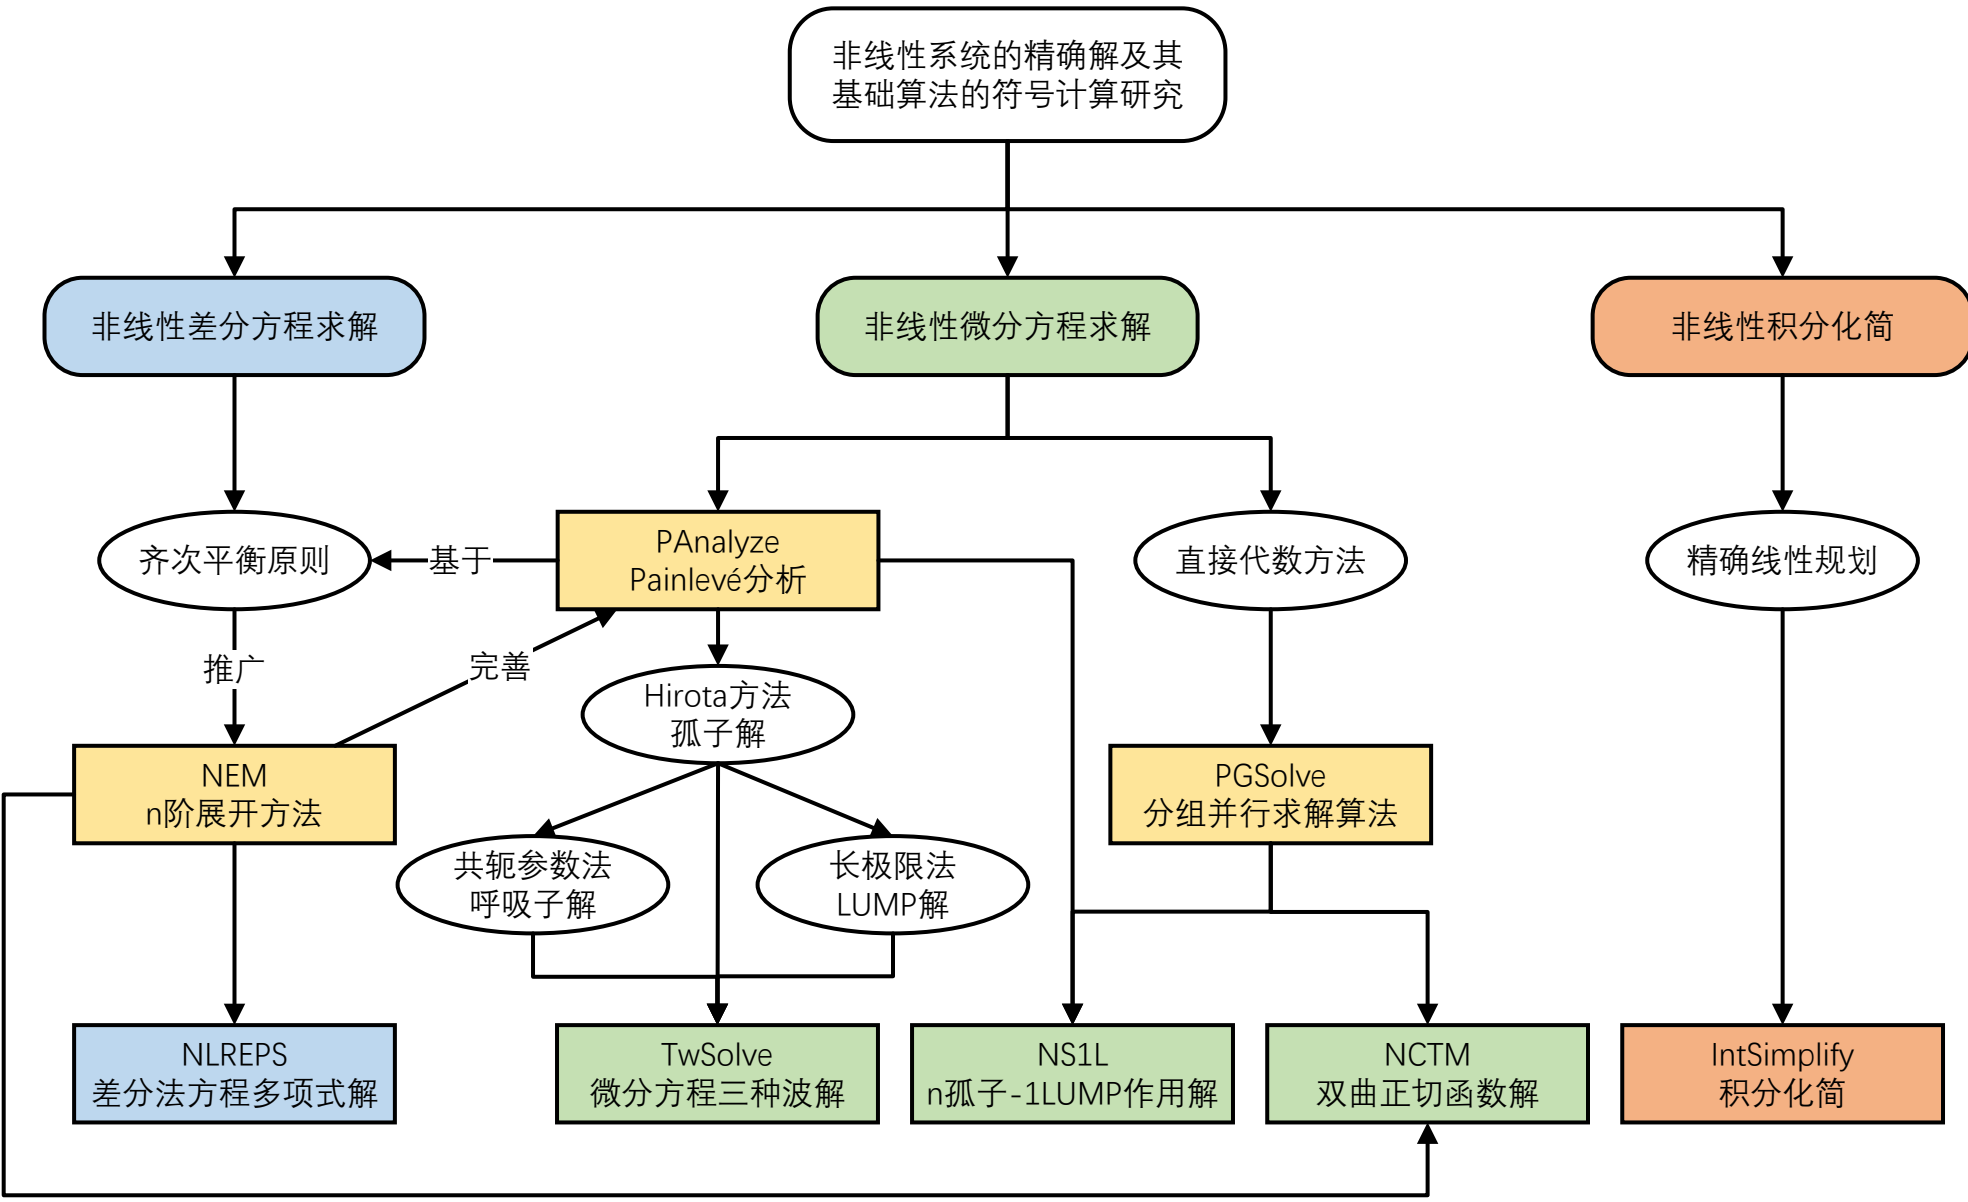 非线性系统的精确解及其
基础算法的符号计算研究
非线性差分方程求解
非线性微分方程求解
非线性积分化简
齐次平衡原则
基于
PAnalyze
Painlevé分析
直接代数方法
精确线性规划
推广
完善
Hirota方法
孤子解
NEM
n阶展开方法
PGSolve
分组并行求解算法
共轭参数法
呼吸子解
长极限法
LUMP解
NLREPS
差分法方程多项式解
TwSolve
微分方程三种波解
NS1L
n孤子-1LUMP作用解
NCTM
双曲正切函数解
IntSimplify
积分化简